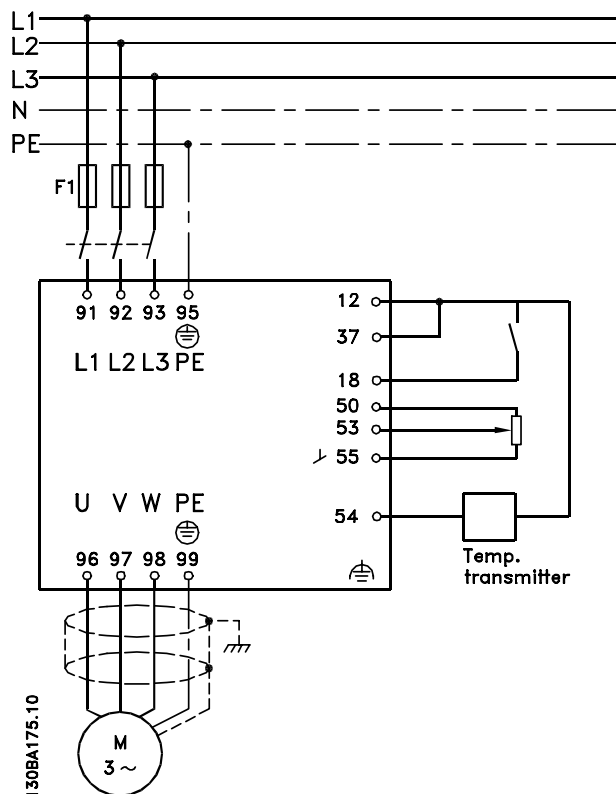 L1
L2
L3
N
PE
F1
91 92 93 95
L1 L2 L3 PE
12
37
18
50
53
55
54
U V W PE
96 97 98 99
Temp.
transmitter
M
3 ~
130BA175.10